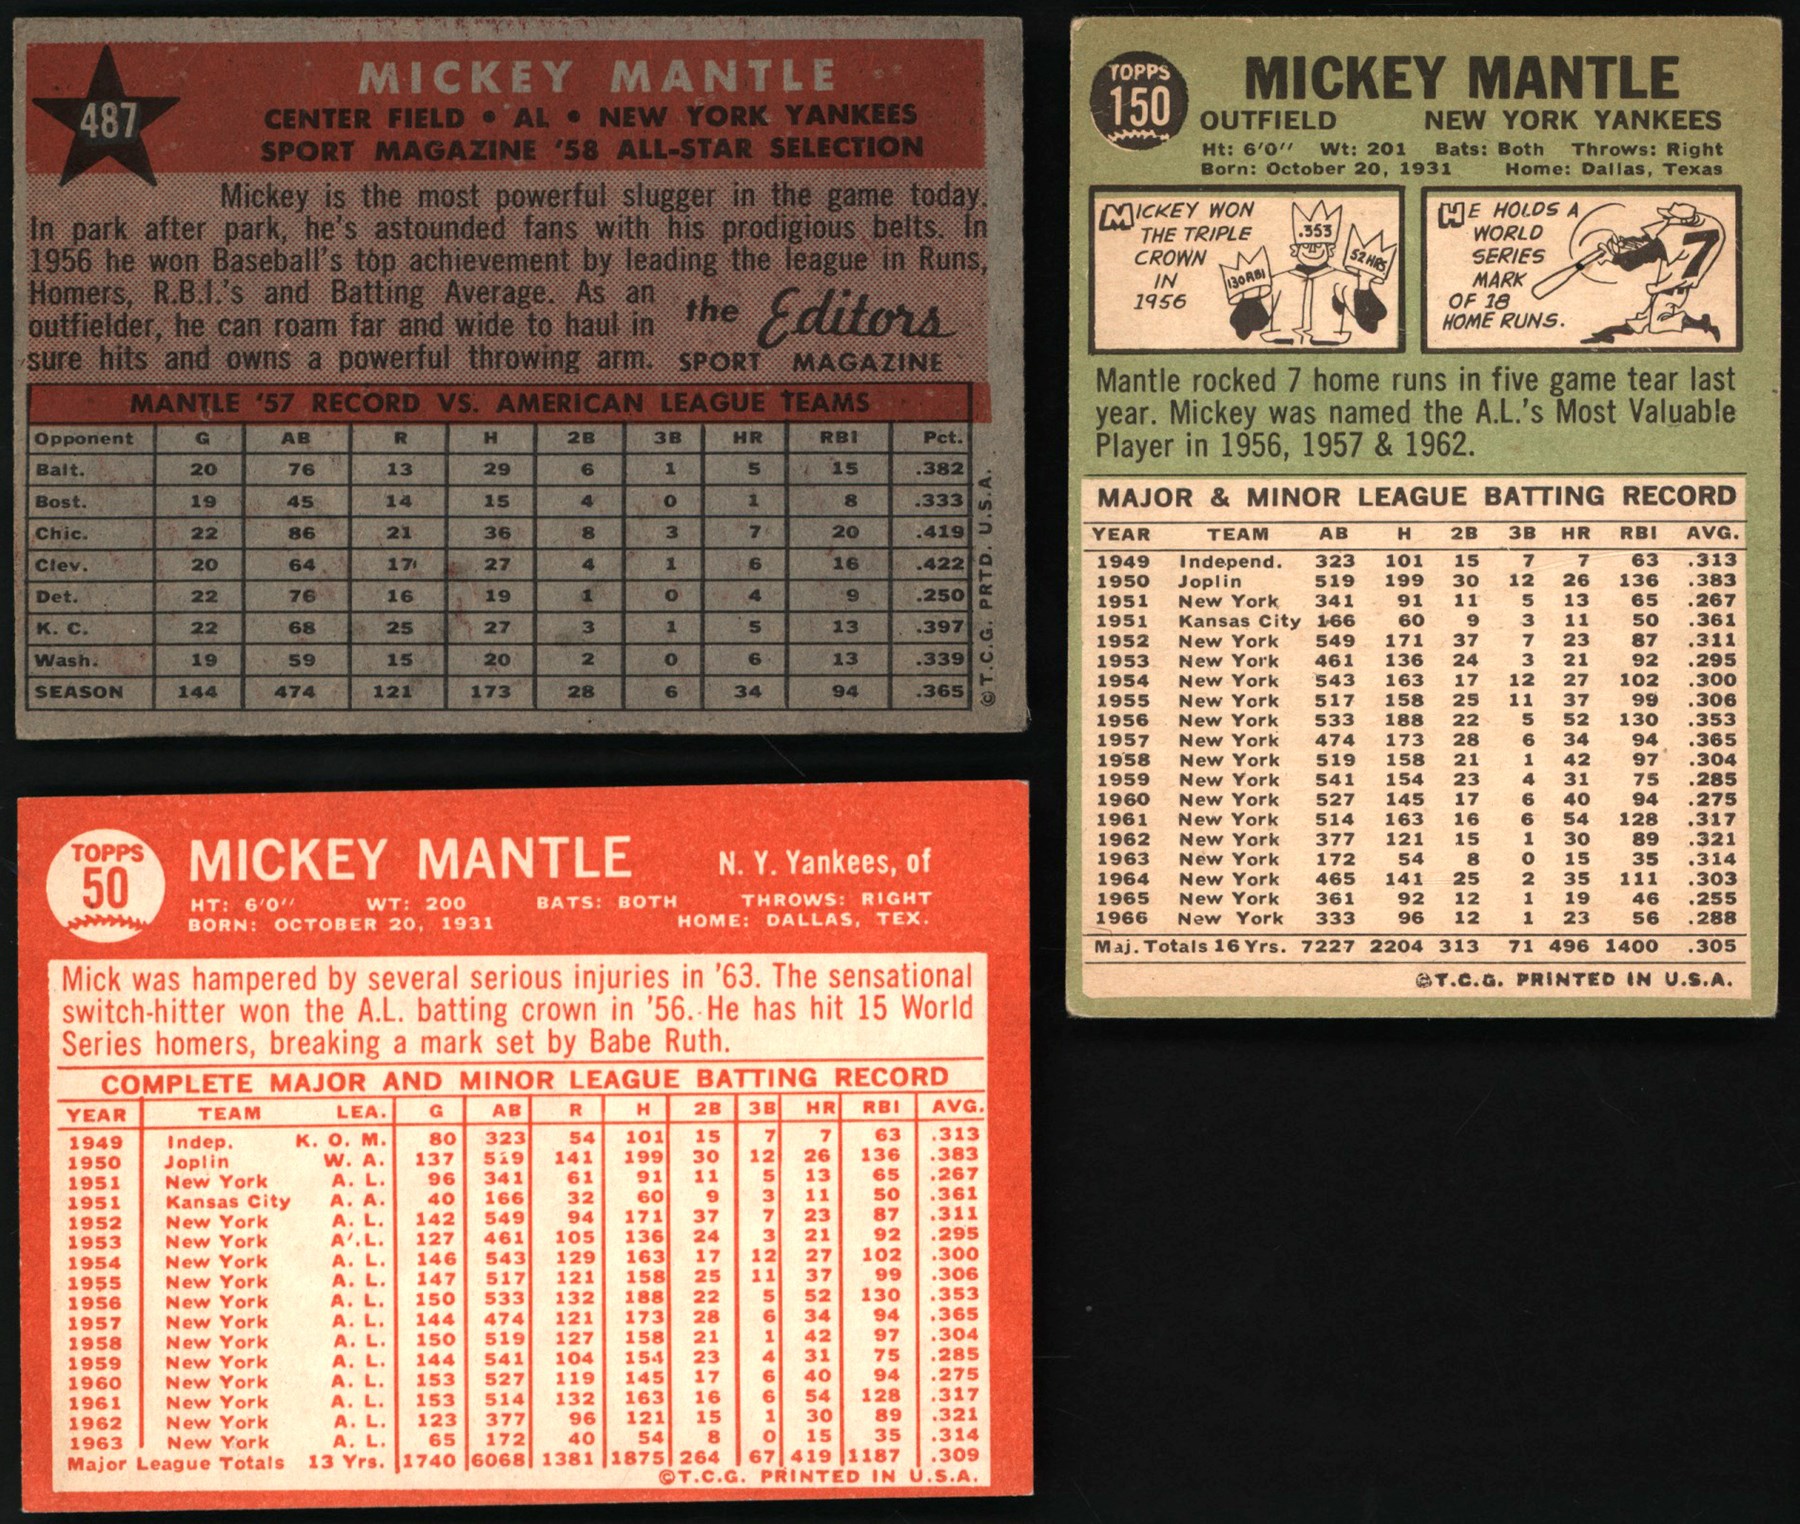 487
MICKEY MANTLE
CENTER FIELD • AL • NEW YORK YANKEES
SPORT MAGAZINE '58 ALL-STAR SELECTION
Mickey is the most powerful slugger in the game today.
In park after park, he's astounded fans with his prodigious belts. In
1956 he won Baseball's top achievement by leading the league in Runs,
Homers, R.B.I.'s and Batting Average. As an
outfielder, he can roam far and wide to haul in
sure hits and owns a powerful throwing arm.
the Editors
SPORT MAGAZINE
MANTLE '57 RECORD VS. AMERICAN LEAGUE TEAMS
Opponent G AB R H 2B 3B HR RBI Pct.
Balt. 20 76 13 29 6 1 5 15 .382
Bost. 19 45 14 15 4 0 1 8 .333
Chic. 22 86 21 36 8 3 7 20 .419
Clev. 20 64 17 27 4 1 6 16 .422
Det. 22 76 16 19 1 0 4 9 .250
K. C. 22 68 25 27 3 1 5 13 .397
Wash. 19 59 15 20 2 0 6 13 .339
SEASON 144 474 121 173 28 6 34 94 .365
©T.C.G. PRTD. U.S.A.
TOPPS
150
MICKEY MANTLE
OUTFIELD NEW YORK YANKEES
Ht: 6'0" Wt: 201 Bats: Both Throws: Right
Born: October 20, 1931 Home: Dallas, Texas
MICKEY WON
THE TRIPLE
CROWN
IN
1956
.353
130 RBI
52 HRS
HE HOLDS A
WORLD
SERIES
MARK
OF 18
HOME RUNS.
7
Mantle rocked 7 home runs in five game tear last
year. Mickey was named the A.L.'s Most Valuable
Player in 1956, 1957 & 1962.
MAJOR & MINOR LEAGUE BATTING RECORD
YEAR TEAM AB H 2B 3B HR RBI AVG.
1949 Independ. 323 101 15 7 7 63 .313
1950 Joplin 519 199 30 12 26 136 .383
1951 New York 341 91 11 5 13 65 .267
1951 Kansas City 166 60 9 3 11 50 .361
1952 New York 549 171 37 7 23 87 .311
1953 New York 461 136 24 3 21 92 .295
1954 New York 543 163 17 12 27 102 .300
1955 New York 517 158 25 11 37 99 .306
1956 New York 533 188 22 5 52 130 .353
1957 New York 474 173 28 6 34 94 .365
1958 New York 519 158 21 1 42 97 .304
1959 New York 541 154 23 4 31 75 .285
1960 New York 527 145 17 6 40 94 .275
1961 New York 514 163 16 6 54 128 .317
1962 New York 377 121 15 1 30 89 .321
1963 New York 172 54 8 0 15 35 .314
1964 New York 465 141 25 2 35 111 .303
1965 New York 361 92 12 1 19 46 .255
1966 New York 333 96 12 1 23 56 .288
Maj. Totals 16 Yrs. 7227 2204 313 71 496 1400 .305
©T.C.G. PRINTED IN U.S.A.
TOPPS
50
MICKEY MANTLE N. Y. Yankees, of
HT: 6'0" WT: 200 BATS: BOTH THROWS: RIGHT
BORN: OCTOBER 20, 1931 HOME: DALLAS, TEX.
Mick was hampered by several serious injuries in '63. The sensational
switch-hitter won the A.L. batting crown in '56. He has hit 15 World
Series homers, breaking a mark set by Babe Ruth.
COMPLETE MAJOR AND MINOR LEAGUE BATTING RECORD
YEAR TEAM LEA. G AB R H 2B 3B HR RBI AVG.
1949 Indep. K. O. M. 80 323 54 101 15 7 7 63 .313
1950 Joplin W. A. 137 519 141 199 30 12 26 136 .383
1951 New York A. L. 96 341 61 91 11 5 13 65 .267
1951 Kansas City A. A. 40 166 32 60 9 3 11 50 .361
1952 New York A. L. 142 549 94 171 37 7 23 87 .311
1953 New York A. L. 127 461 105 136 24 3 21 92 .295
1954 New York A. L. 146 543 129 163 17 12 27 102 .300
1955 New York A. L. 147 517 121 158 25 11 37 99 .306
1956 New York A. L. 150 533 132 188 22 5 52 130 .353
1957 New York A. L. 144 474 121 173 28 6 34 94 .365
1958 New York A. L. 150 519 127 158 21 1 42 97 .304
1959 New York A. L. 144 541 104 154 23 4 31 75 .285
1960 New York A. L. 153 527 119 145 17 6 40 94 .275
1961 New York A. L. 153 514 132 163 16 6 54 128 .317
1962 New York A. L. 123 377 96 121 15 1 30 89 .321
1963 New York A. L. 65 172 40 54 8 0 15 35 .314
Major League Totals 13 Yrs. 1740 6068 1381 1875 264 67 419 1187 .309
©T.C.G. PRINTED IN U.S.A.